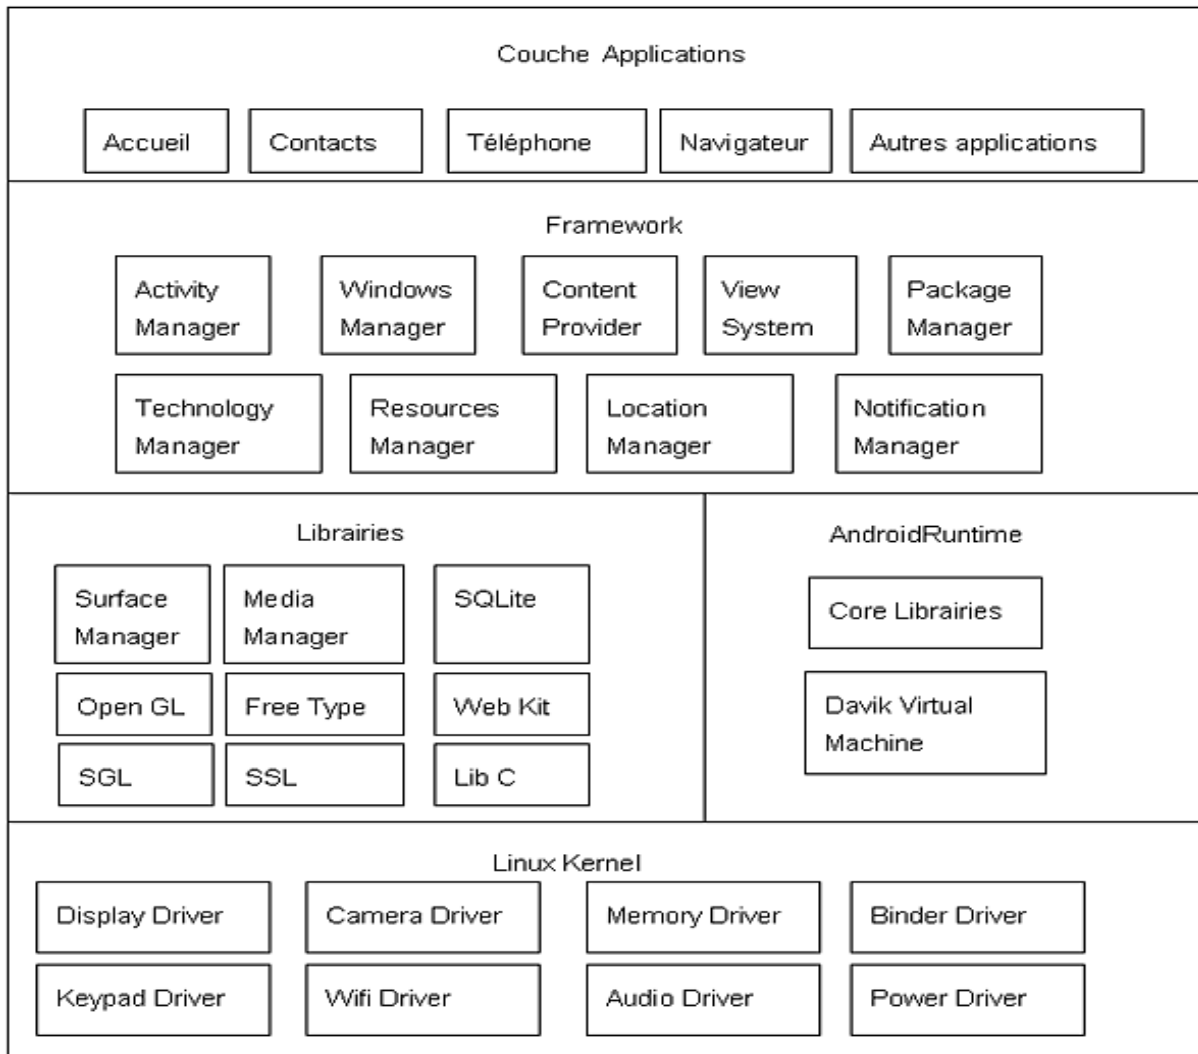 Couche Applications
Accueil
Contacts
Téléphone
Navigateur
Autres applications
Framework
Activity
Manager
Windows
Manager
Content
Provider
View
System
Package
Manager
Technology
Manager
Resources
Manager
Location
Manager
Notification
Manager
Librairies
Surface
Manager
Media
Manager
SQLite
Open GL
Free Type
Web Kit
SGL
SSL
Lib C
AndroidRuntime
Core Librairies
Davik Virtual
Machine
Linux Kernel
Display Driver
Camera Driver
Memory Driver
Binder Driver
Keypad Driver
Wifi Driver
Audio Driver
Power Driver